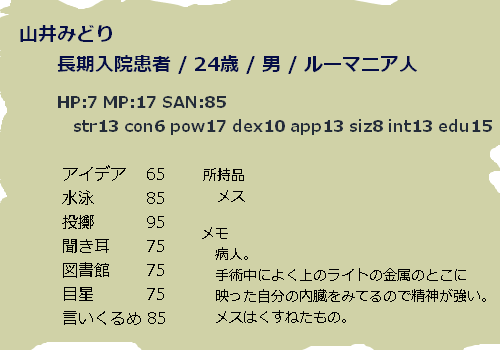 山井みどり
長期入院患者 / 24歳 / 男 / ルーマニア人
HP:7 MP:17 SAN:85
str13 con6 pow17 dex10 app13 siz8 int13 edu15
アイデア 65
水泳 85
投擲 95
聞き耳 75
図書館 75
目星 75
言いくるめ 85
所持品
メス
メモ
病人。
手術中によく上のライトの金属のとこに
映った自分の内臓をみてるので精神が強い。
メスはくすねたもの。